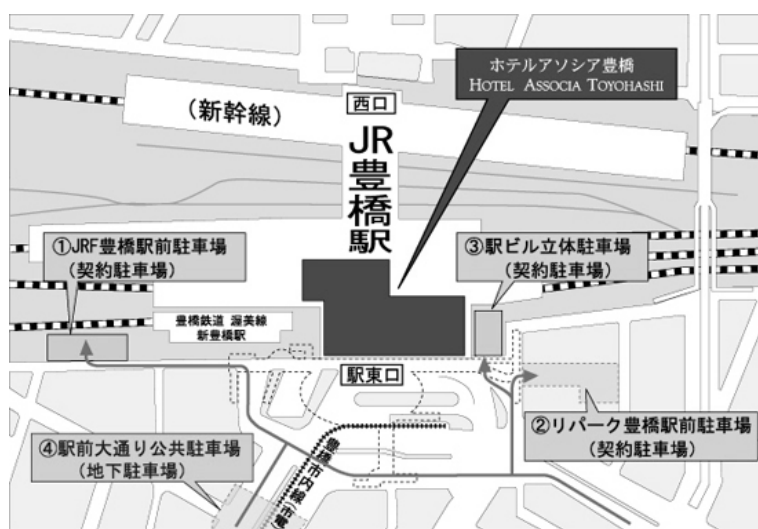 ホテルアソシア豊橋
HOTEL ASSOCIA TOYOHASHI
西口
(新幹線)
JR豊橋駅
①JRF豊橋駅前駐車場
(契約駐車場)
③駅ビル立体駐車場
(契約駐車場)
豊橋鉄道 渥美線
新豊橋駅
駅東口
②リパーク豊橋駅前駐車場
(契約駐車場)
④駅前大通り公共駐車場
(地下駐車場)
豊橋市内線(市電